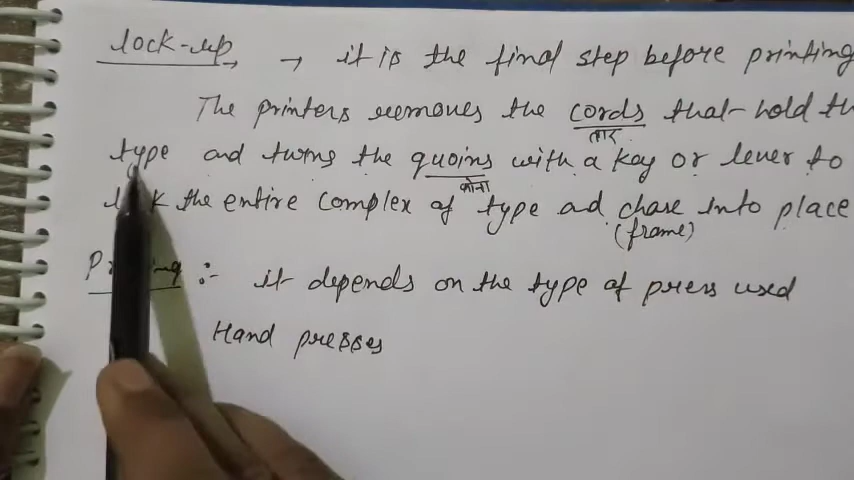 lock-up → it is the final step before printing
The printers removes the cords that hold th
तार
type and turns the quoins with a key or lever to
कोना
the entire complex of type and chase into place
(frame)
:- it depends on the type of press used
Hand presses